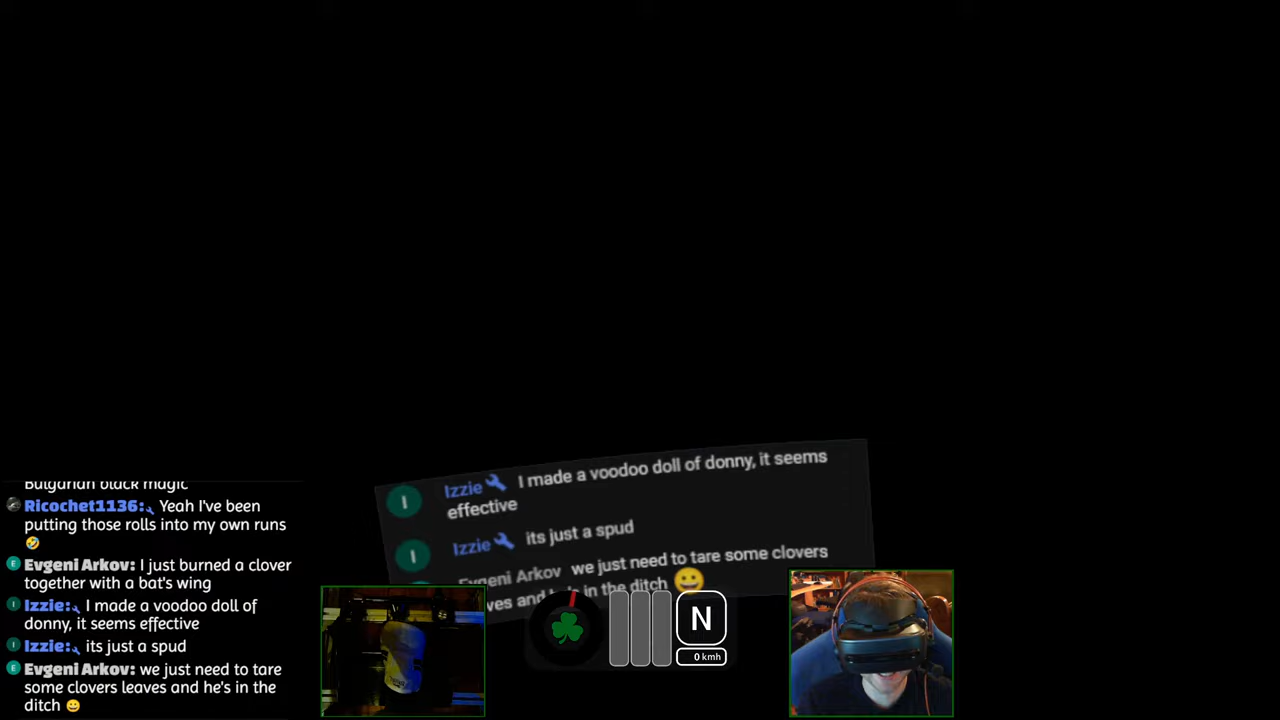 Bulgarian black magic
Ricochet1136: Yeah I've been
putting those rolls into my own runs
🤣
E Evgeni Arkov: I just burned a clover
together with a bat's wing
I Izzie: I made a voodoo doll of
donny, it seems effective
I Izzie: its just a spud
E Evgeni Arkov: we just need to tare
some clovers leaves and he's in the
ditch 😀
I Izzie I made a voodoo doll of donny, it seems
effective
I Izzie its just a spud
Evgeni Arkov we just need to tare some clovers
and in the ditch 😀
N
0 kmh